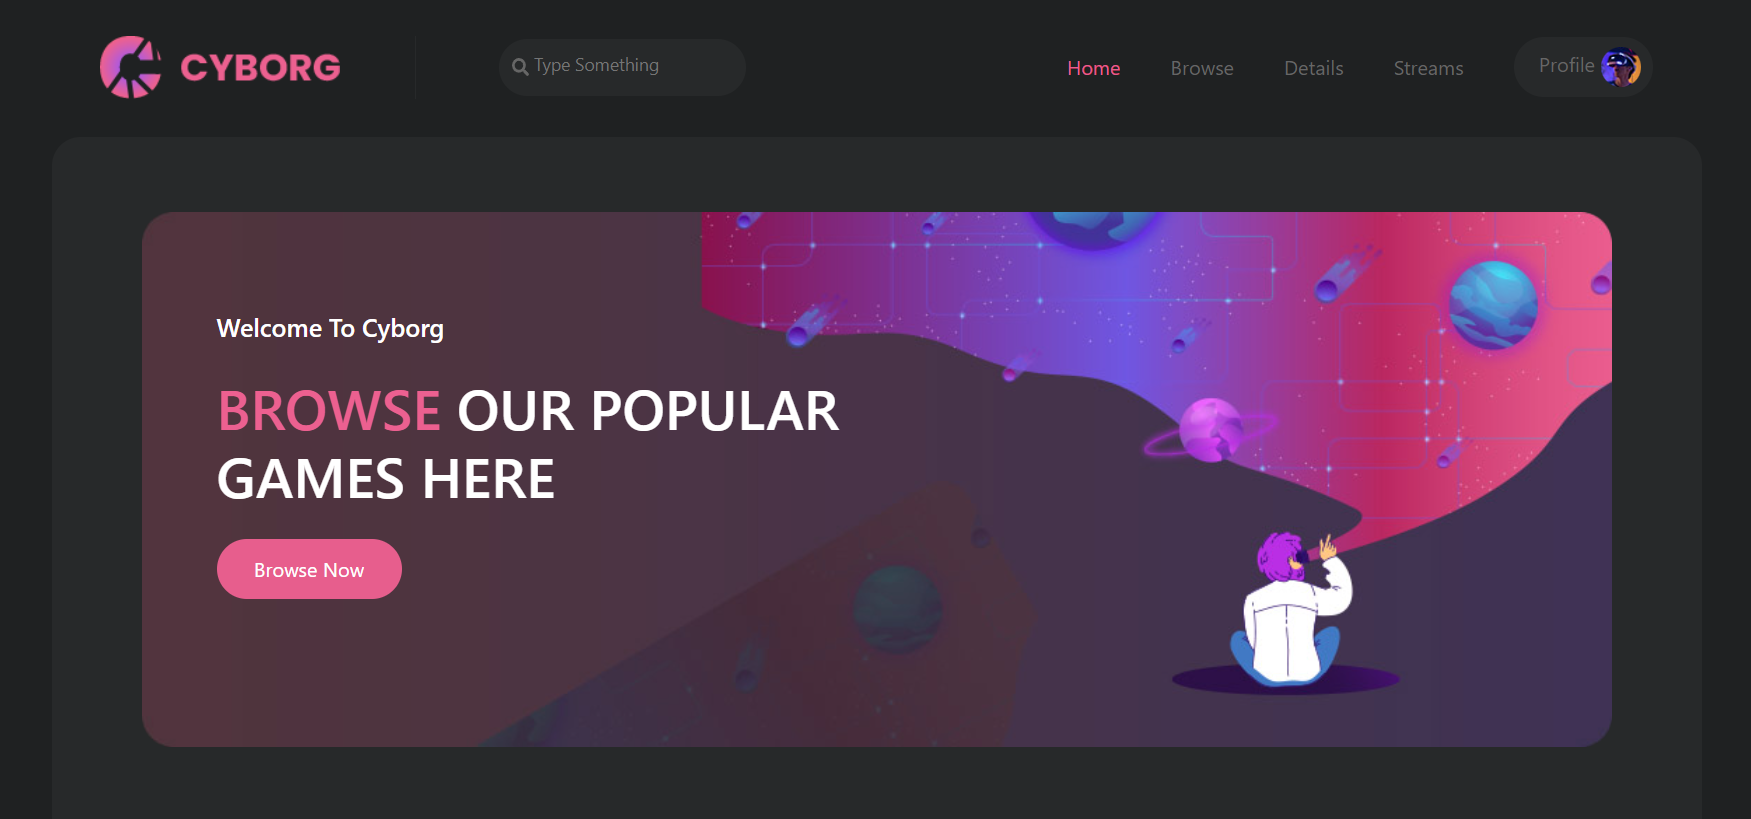 CYBORG
Type Something
Home
Browse
Details
Streams
Profile
Welcome To Cyborg
BROWSE OUR POPULAR
GAMES HERE
Browse Now